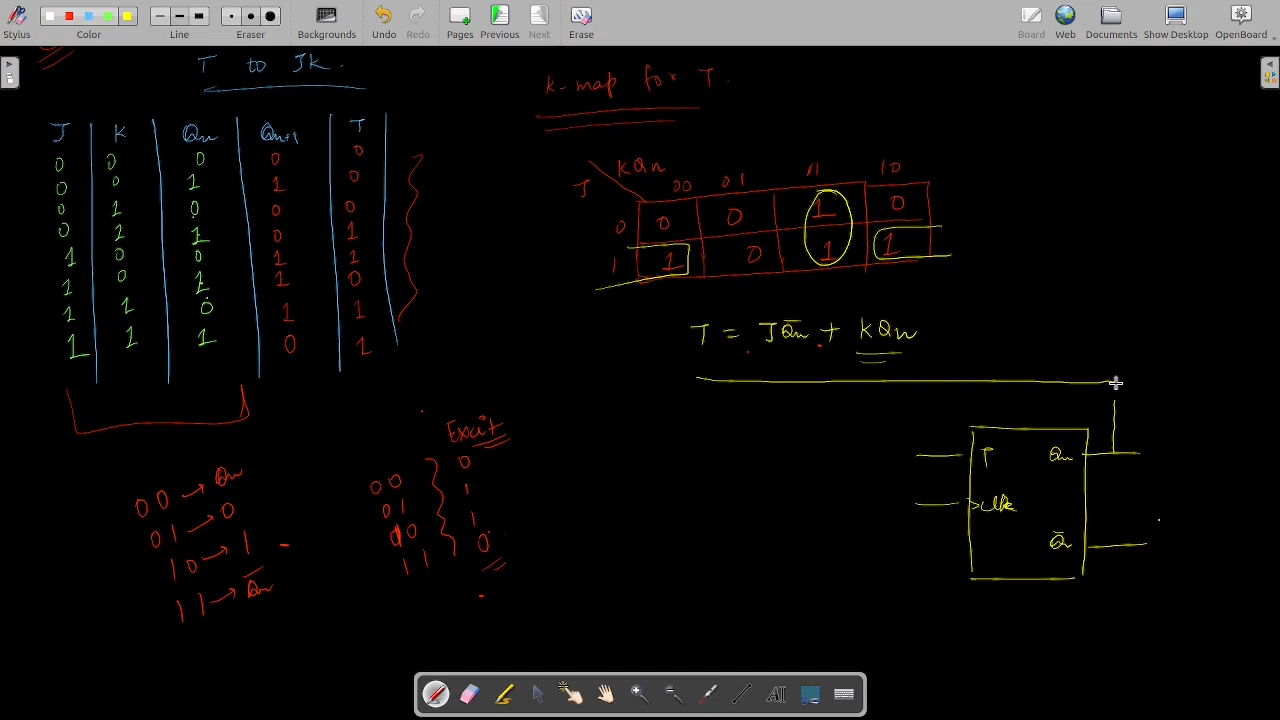 Stylus Color Line Eraser Backgrounds Undo Redo Pages Previous Next Erase Board Web Documents Show Desktop OpenBoard
T to JK.
J K Qn Qn+1 T
0 0 0 0 0
0 0 1 1 0
0 1 0 0 0
0 1 1 0 1
1 0 0 1 1
1 0 1 1 0
1 1 0 1 1
1 1 1 0 1
K-map for T.
KQn
J 00 01 11 10
0 0 0 1 0
1 1 0 1 1
T = JQ̅n + KQn
Excit
00 0
01 1
10 1
11 0
00 → Qn
01 → 0
10 → 1
11 → Q̅n
T Qn
>clk
Q̅n